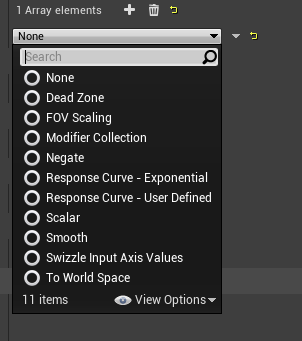 1 Array elements
None
Search
None
Dead Zone
FOV Scaling
Modifier Collection
Negate
Response Curve - Exponential
Response Curve - User Defined
Scalar
Smooth
Swizzle Input Axis Values
To World Space
11 items View Options